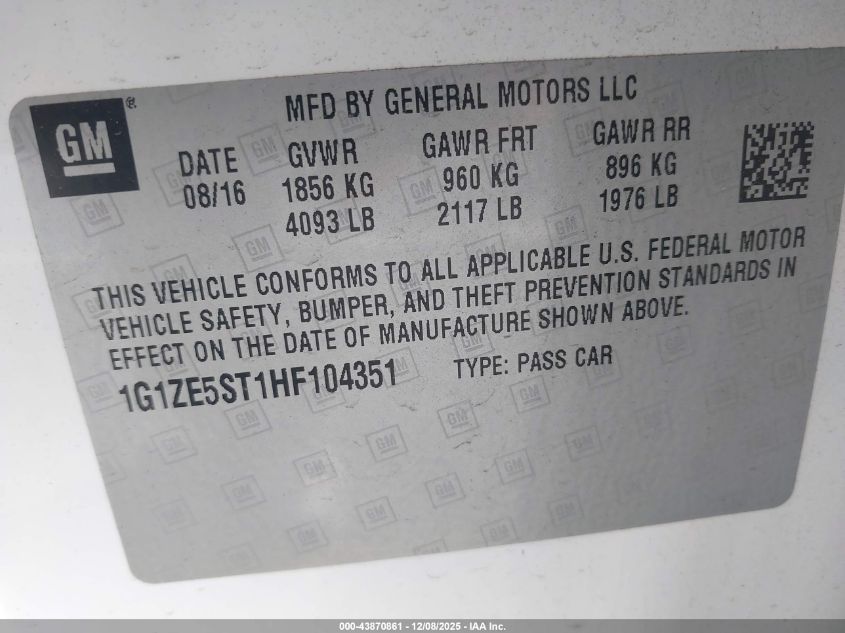 GM ®
MFD BY GENERAL MOTORS LLC
DATE GVWR GAWR FRT GAWR RR
08/16 1856 KG 960 KG 896 KG
4093 LB 2117 LB 1976 LB
THIS VEHICLE CONFORMS TO ALL APPLICABLE U.S. FEDERAL MOTOR
VEHICLE SAFETY, BUMPER, AND THEFT PREVENTION STANDARDS IN
EFFECT ON THE DATE OF MANUFACTURE SHOWN ABOVE.
1G1ZE5ST1HF104351 TYPE: PASS CAR
000-43870861 - 12/08/2025 - IAA Inc.